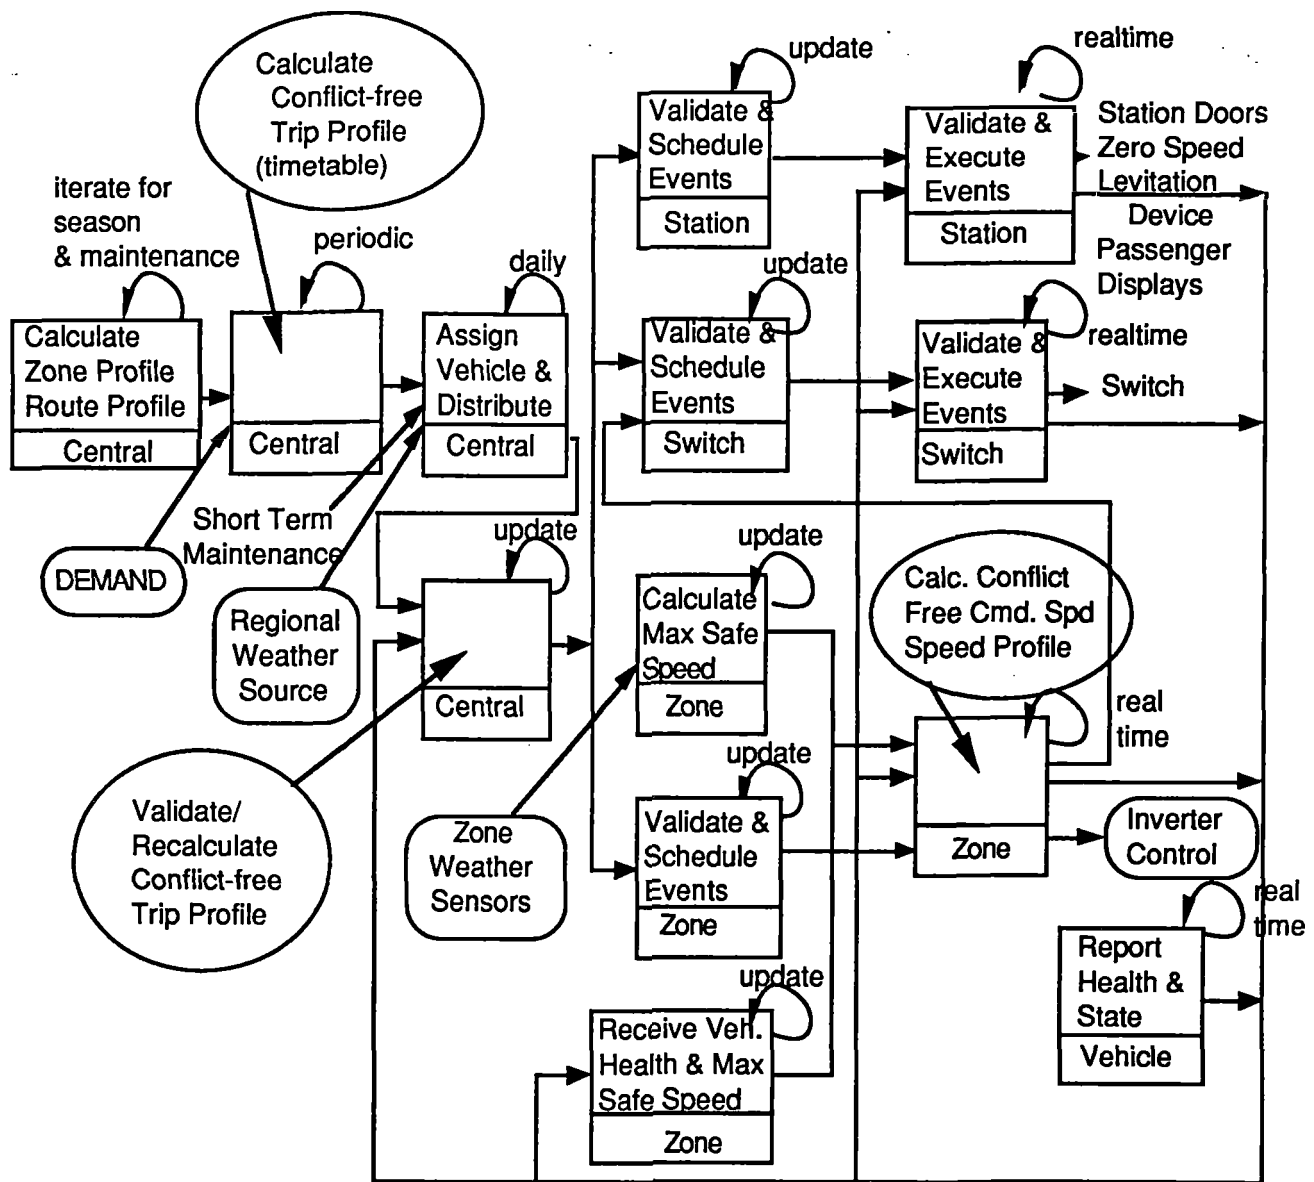 Calculate
Conflict-free
Trip Profile
(timetable)
iterate for
season
& maintenance
periodic
daily
Calculate
Zone Profile
Route Profile
Central
Central
Assign
Vehicle &
Distribute
Central
DEMAND
Short Term
Maintenance
Regional
Weather
Source
update
Central
Validate/
Recalculate
Conflict-free
Trip Profile
update
Validate &
Schedule
Events
Station
update
Validate &
Schedule
Events
Switch
update
Calculate
Max Safe
Speed
Zone
Zone
Weather
Sensors
update
Validate &
Schedule
Events
Zone
update
Receive Veh.
Health & Max
Safe Speed
Zone
realtime
Validate &
Execute
Events
Station
Station Doors
Zero Speed
Levitation
Device
Passenger
Displays
realtime
Validate &
Execute
Events
Switch
Switch
Calc. Conflict
Free Cmd. Spd
Speed Profile
real
time
Zone
Inverter
Control
real
time
Report
Health &
State
Vehicle